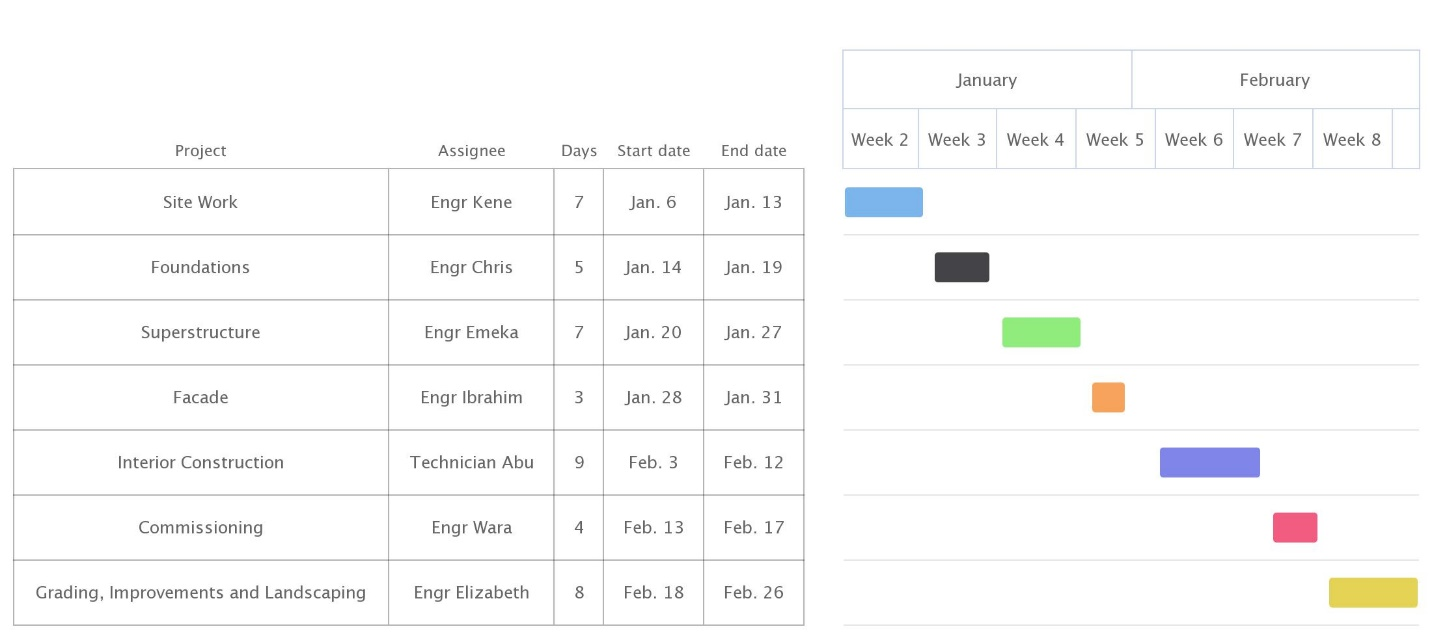 January February
Week 2 Week 3 Week 4 Week 5 Week 6 Week 7 Week 8
Project Assignee Days Start date End date
Site Work Engr Kene 7 Jan. 6 Jan. 13
Foundations Engr Chris 5 Jan. 14 Jan. 19
Superstructure Engr Emeka 7 Jan. 20 Jan. 27
Facade Engr Ibrahim 3 Jan. 28 Jan. 31
Interior Construction Technician Abu 9 Feb. 3 Feb. 12
Commissioning Engr Wara 4 Feb. 13 Feb. 17
Grading, Improvements and Landscaping Engr Elizabeth 8 Feb. 18 Feb. 26